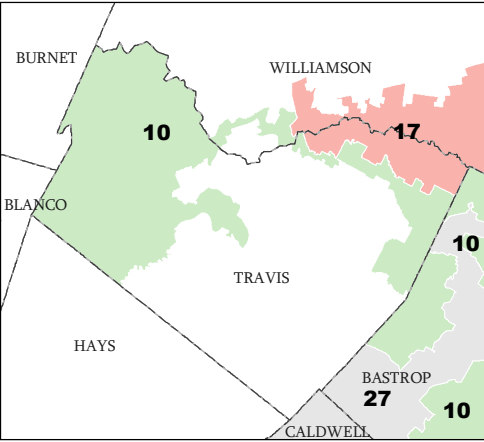 BURNET
WILLIAMSON
10
17
BLANCO
10
TRAVIS
HAYS
BASTROP
27
10
CALDWELL